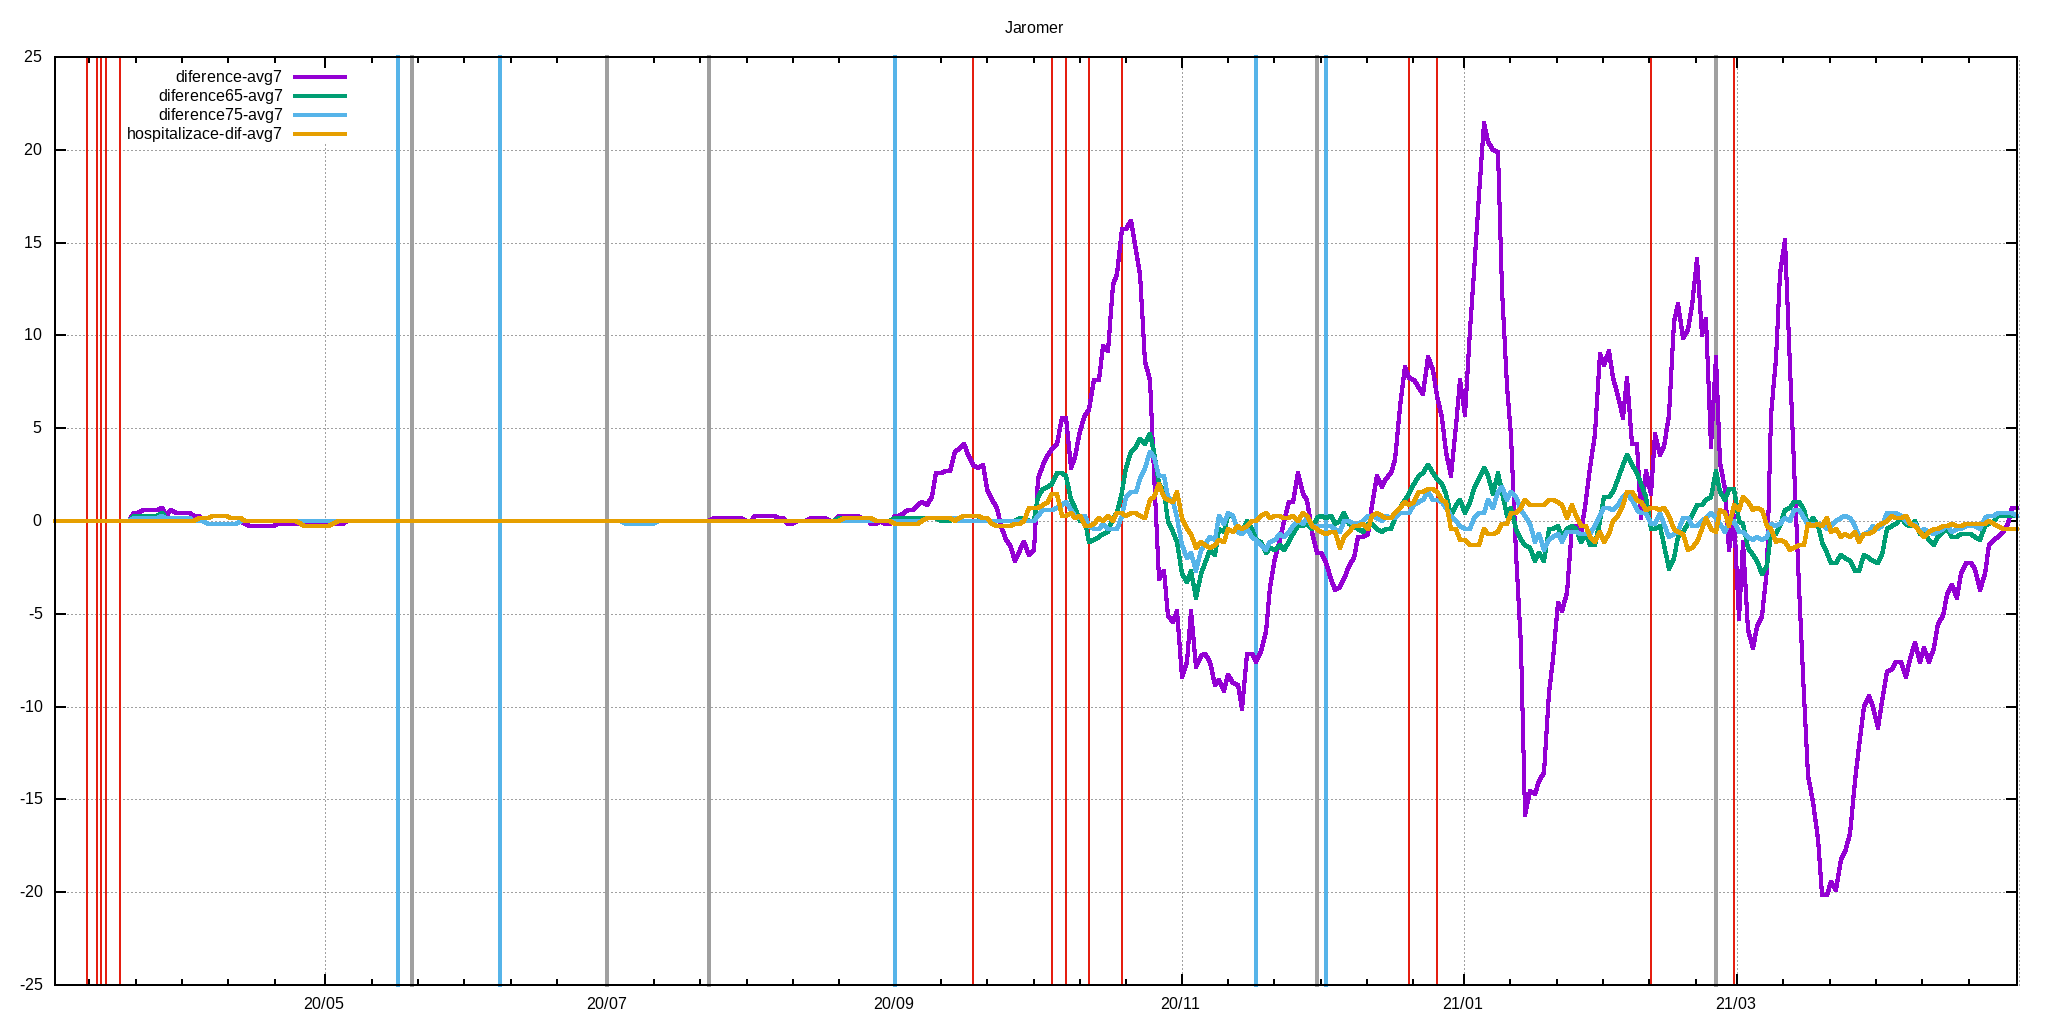 Jaromer
diference-avg7
diference65-avg7
diference75-avg7
hospitalizace-dif-avg7
25
20
15
10
5
0
-5
-10
-15
-20
-25
20/05 20/07 20/09 20/11 21/01 21/03